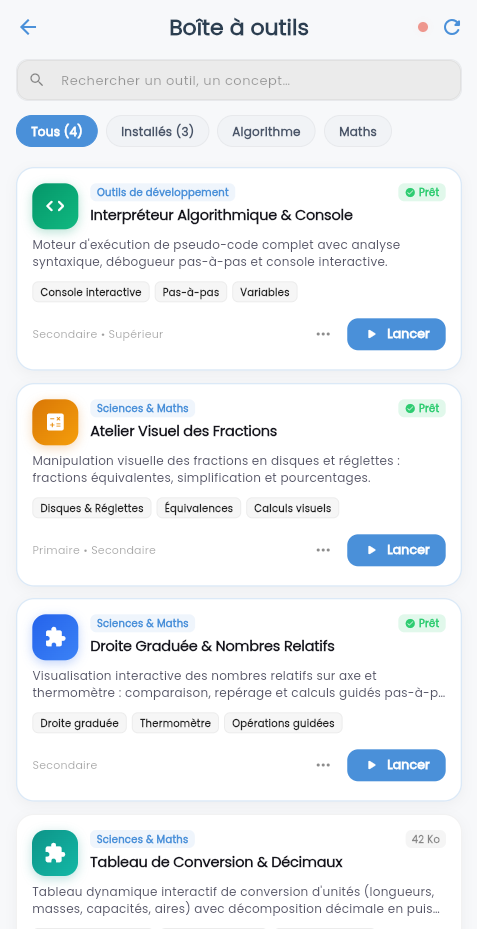 Boîte à outils
Rechercher un outil, un concept...
Tous (4)
Installés (3)
Algorithme
Maths
Outils de développement
Prêt
Interpréteur Algorithmique & Console
Moteur d'exécution de pseudo-code complet avec analyse
syntaxique, débogueur pas-à-pas et console interactive.
Console interactive
Pas-à-pas
Variables
Secondaire • Supérieur
Lancer
Sciences & Maths
Prêt
Atelier Visuel des Fractions
Manipulation visuelle des fractions en disques et réglettes :
fractions équivalentes, simplification et pourcentages.
Disques & Réglettes
Équivalences
Calculs visuels
Primaire • Secondaire
Lancer
Sciences & Maths
Prêt
Droite Graduée & Nombres Relatifs
Visualisation interactive des nombres relatifs sur axe et
thermomètre : comparaison, repérage et calculs guidés pas-à-p...
Droite graduée
Thermomètre
Opérations guidées
Secondaire
Lancer
Sciences & Maths
42 Ko
Tableau de Conversion & Décimaux
Tableau dynamique interactif de conversion d'unités (longueurs,
masses, capacités, aires) avec décomposition décimale en puis...